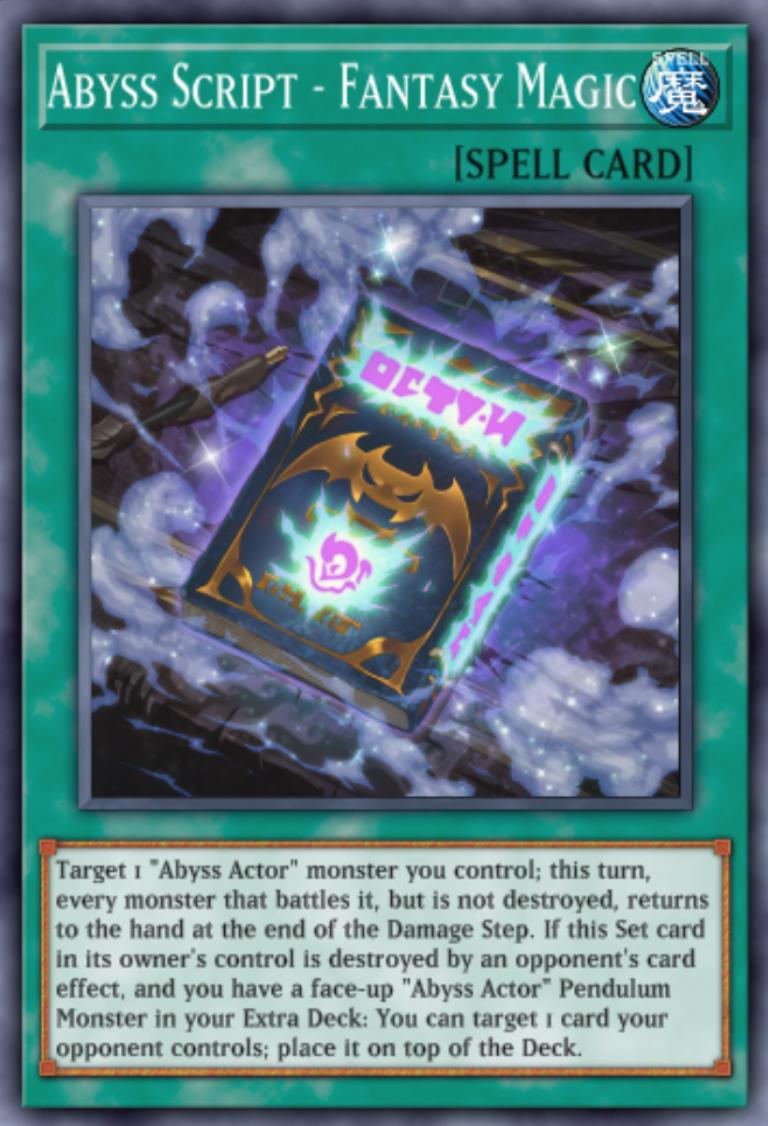 ABYSS SCRIPT - FANTASY MAGIC
SPELL
魔
[SPELL CARD]
Target 1 "Abyss Actor" monster you control; this turn,
every monster that battles it, but is not destroyed, returns
to the hand at the end of the Damage Step. If this Set card
in its owner's control is destroyed by an opponent's card
effect, and you have a face-up "Abyss Actor" Pendulum
Monster in your Extra Deck: You can target 1 card your
opponent controls; place it on top of the Deck.